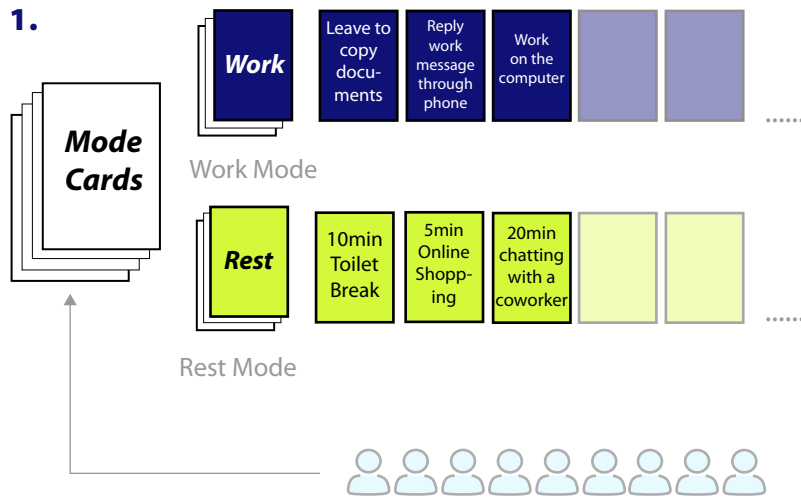 1.
Mode
Cards
Work
Leave to
copy
docu-
ments
Reply
work
message
through
phone
Work
on the
computer
......
Work Mode
Rest
10min
Toilet
Break
5min
Online
Shopp-
ing
20min
chatting
with a
coworker
......
Rest Mode